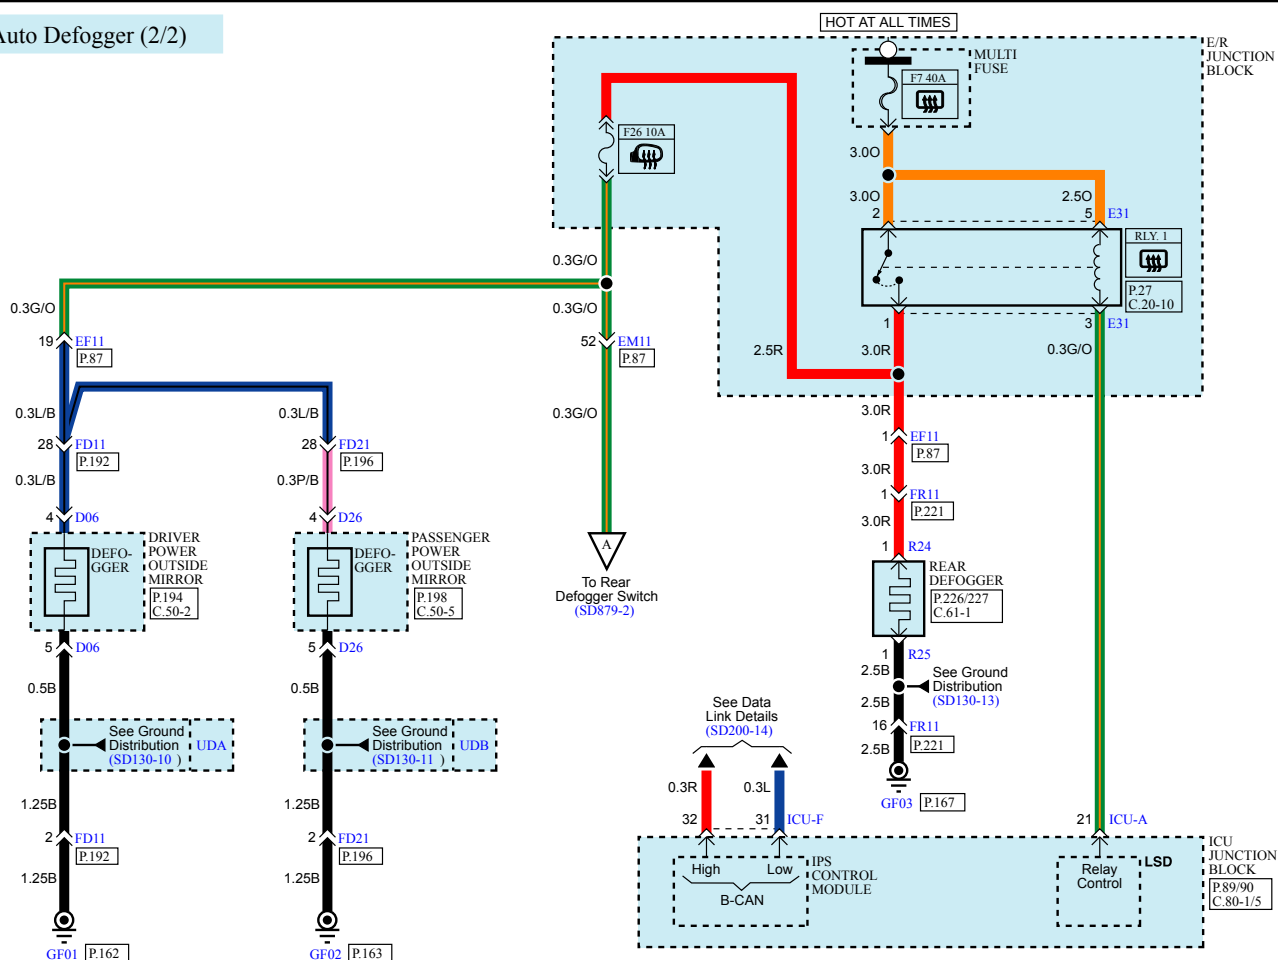 Auto Defogger (2/2)
HOT AT ALL TIMES
E/R
JUNCTION
BLOCK
MULTI
FUSE
F7 40A
F26 10A
3.0O
3.0O
2.5O
2
5
E31
RLY. 1
P.27
C.20-10
1
3
E31
0.3G/O
0.3G/O
0.3G/O
52
EM11
P.87
2.5R
3.0R
0.3G/O
19
EF11
P.87
0.3L/B
0.3L/B
0.3G/O
3.0R
28
FD11
P.192
28
FD21
P.196
1
EF11
P.87
0.3L/B
0.3P/B
3.0R
1
FR11
P.221
4
D06
4
D26
3.0R
DEFO-
GGER
DRIVER
POWER
OUTSIDE
MIRROR
P.194
C.50-2
DEFO-
GGER
PASSENGER
POWER
OUTSIDE
MIRROR
P.198
C.50-5
A
To Rear
Defogger Switch
(SD879-2)
1
R24
REAR
DEFOGGER
P.226/227
C.61-1
5
D06
5
D26
1
R25
0.5B
0.5B
2.5B
See Ground
Distribution
(SD130-13)
2.5B
See Ground
Distribution
(SD130-10 )
UDA
See Ground
Distribution
(SD130-11 )
UDB
See Data
Link Details
(SD200-14)
16
FR11
P.221
2.5B
GF03
P.167
1.25B
1.25B
0.3R
0.3L
2
FD11
P.192
2
FD21
P.196
32
31
ICU-F
21
ICU-A
1.25B
1.25B
High
Low
B-CAN
IPS
CONTROL
MODULE
Relay
Control
LSD
ICU
JUNCTION
BLOCK
P.89/90
C.80-1/5
GF01
P.162
GF02
P.163